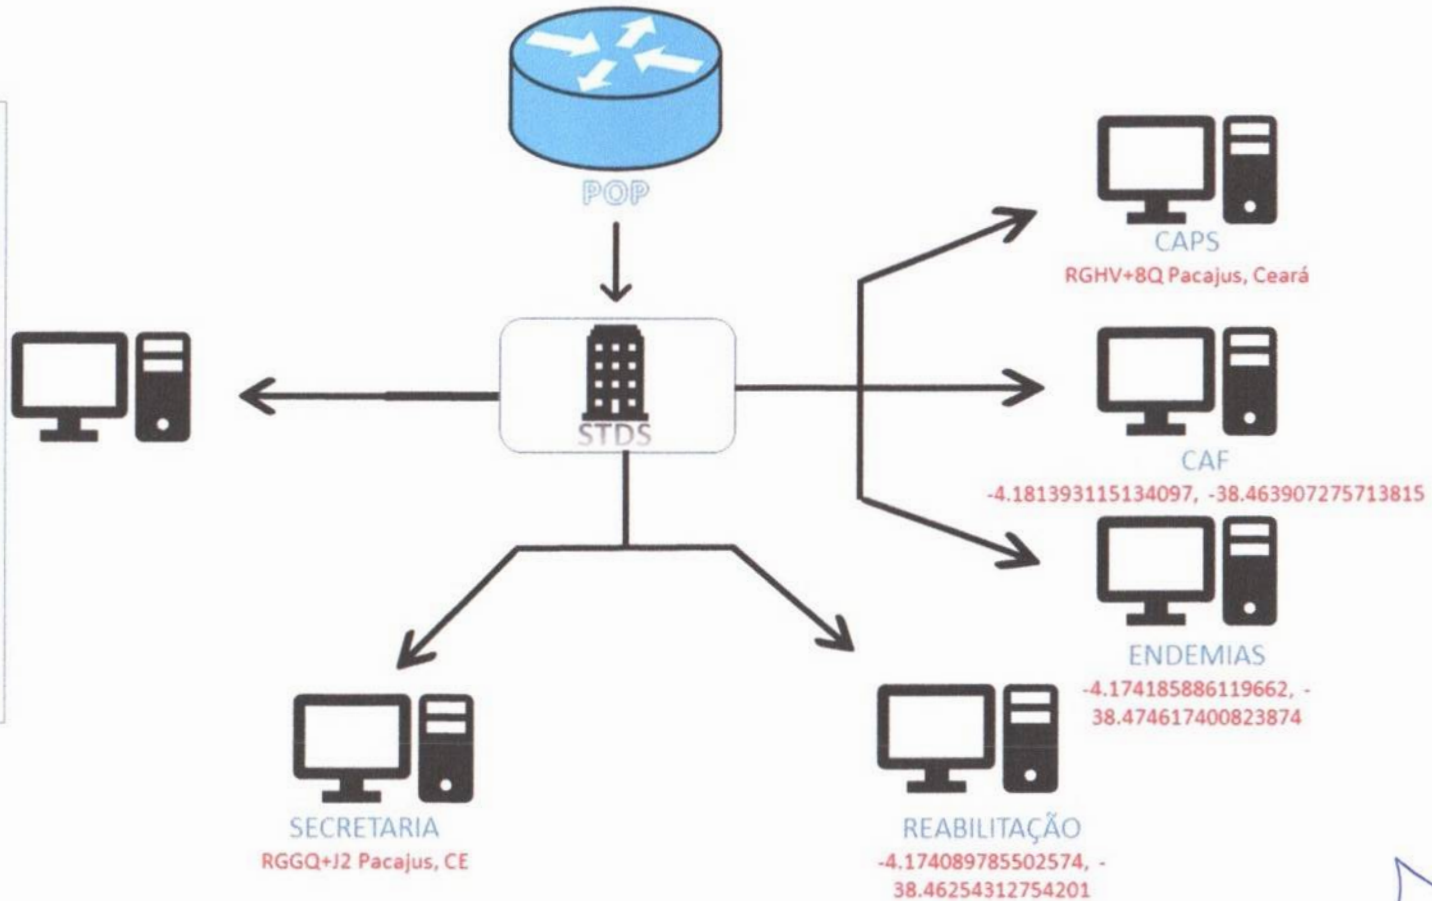 POP
CAPS
RGHV+8Q Pacajus, Ceará
STDS
CAF
-4.181393115134097, -38.463907275713815
ENDEMIAS
-4.174185886119662, -
38.474617400823874
SECRETARIA
RGGQ+J2 Pacajus, CE
REABILITAÇÃO
-4.174089785502574, -
38.46254312754201